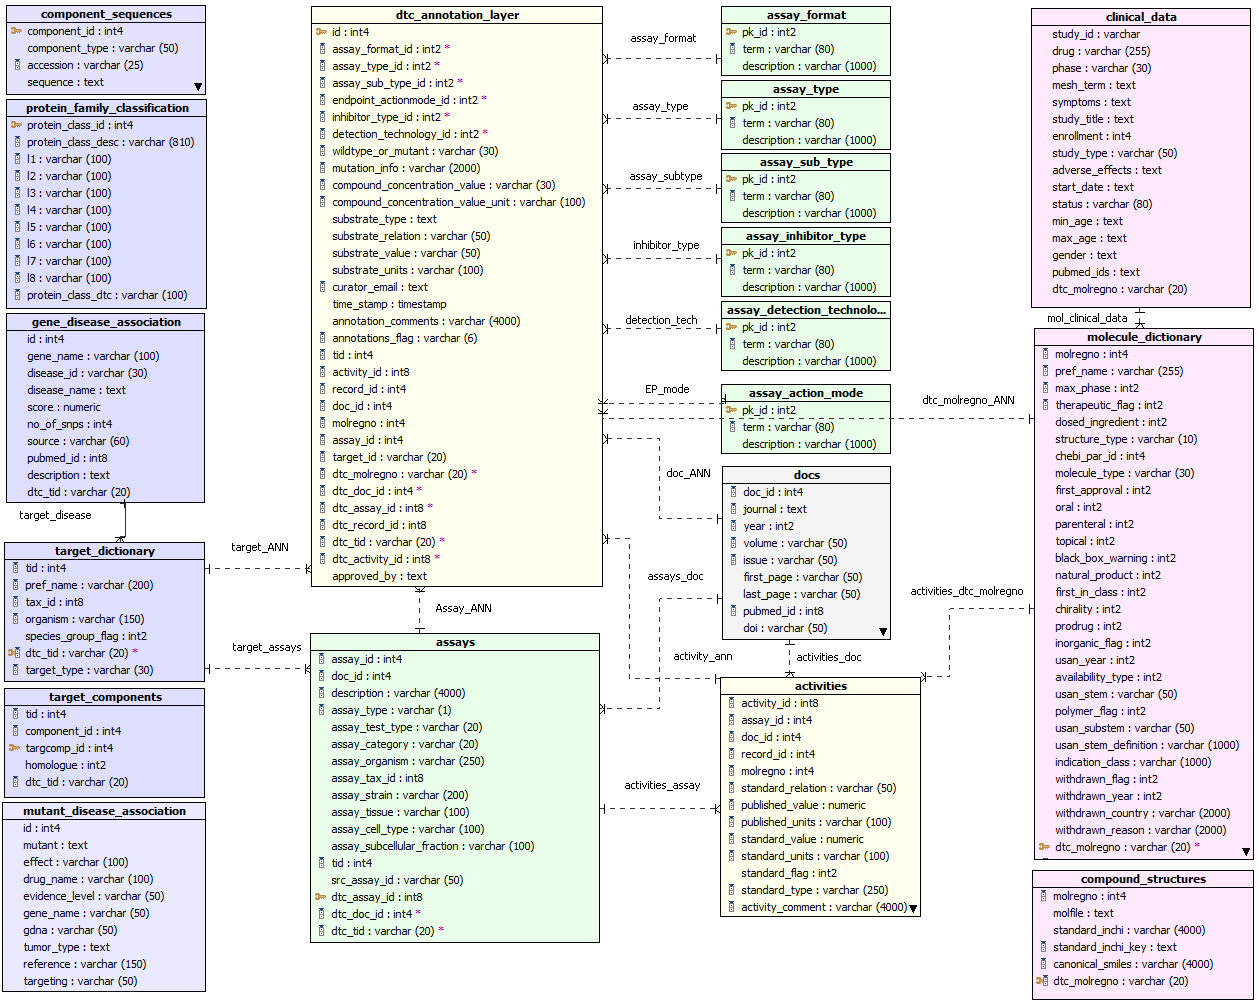 component_sequences
component_id : int4
component_type : varchar (50)
accession : varchar (25)
sequence : text
protein_family_classification
protein_class_id : int4
protein_class_desc : varchar (810)
l1 : varchar (100)
l2 : varchar (100)
l3 : varchar (100)
l4 : varchar (100)
l5 : varchar (100)
l6 : varchar (100)
l7 : varchar (100)
l8 : varchar (100)
protein_class_dtc : varchar (100)
gene_disease_association
id : int4
gene_name : varchar (100)
disease_id : varchar (30)
disease_name : text
score : numeric
no_of_snps : int4
source : varchar (60)
pubmed_id : int8
description : text
dtc_tid : varchar (20)
target_disease
target_dictionary
tid : int4
pref_name : varchar (200)
tax_id : int8
organism : varchar (150)
species_group_flag : int2
dtc_tid : varchar (20) *
target_type : varchar (30)
target_components
tid : int4
component_id : int4
targcomp_id : int4
homologue : int2
dtc_tid : varchar (20)
mutant_disease_association
id : int4
mutant : text
effect : varchar (100)
drug_name : varchar (100)
evidence_level : varchar (50)
gene_name : varchar (50)
gdna : varchar (50)
tumor_type : text
reference : varchar (150)
targeting : varchar (50)
target_ANN
target_assays
dtc_annotation_layer
id : int4
assay_format_id : int2 *
assay_type_id : int2 *
assay_sub_type_id : int2 *
endpoint_actionmode_id : int2 *
inhibitor_type_id : int2 *
detection_technology_id : int2 *
wildtype_or_mutant : varchar (30)
mutation_info : varchar (2000)
compound_concentration_value : varchar (30)
compound_concentration_value_unit : varchar (100)
substrate_type : text
substrate_relation : varchar (50)
substrate_value : varchar (50)
substrate_units : varchar (100)
curator_email : text
time_stamp : timestamp
annotation_comments : varchar (4000)
annotations_flag : varchar (6)
tid : int4
activity_id : int8
record_id : int4
doc_id : int4
molregno : int4
assay_id : int4
target_id : varchar (20)
dtc_molregno : varchar (20) *
dtc_doc_id : int4 *
dtc_assay_id : int8 *
dtc_record_id : int8
dtc_tid : varchar (20) *
dtc_activity_id : int8 *
approved_by : text
Assay_ANN
assays
assay_id : int4
doc_id : int4
description : varchar (4000)
assay_type : varchar (1)
assay_test_type : varchar (20)
assay_category : varchar (20)
assay_organism : varchar (250)
assay_tax_id : int8
assay_strain : varchar (200)
assay_tissue : varchar (100)
assay_cell_type : varchar (100)
assay_subcellular_fraction : varchar (100)
tid : int4
src_assay_id : varchar (50)
dtc_assay_id : int8
dtc_doc_id : int4 *
dtc_tid : varchar (20) *
assay_format
assay_type
assay_subtype
inhibitor_type
detection_tech
EP_mode
doc_ANN
assays_doc
activity_ann
activities_doc
activities_assay
assay_format
pk_id : int2
term : varchar (80)
description : varchar (1000)
assay_type
pk_id : int2
term : varchar (80)
description : varchar (1000)
assay_sub_type
pk_id : int2
term : varchar (80)
description : varchar (1000)
assay_inhibitor_type
pk_id : int2
term : varchar (80)
description : varchar (1000)
assay_detection_technolo...
pk_id : int2
term : varchar (80)
description : varchar (1000)
assay_action_mode
pk_id : int2
term : varchar (80)
description : varchar (1000)
docs
doc_id : int4
journal : text
year : int2
volume : varchar (50)
issue : varchar (50)
first_page : varchar (50)
last_page : varchar (50)
pubmed_id : int8
doi : varchar (50)
activities
activity_id : int8
assay_id : int4
doc_id : int4
record_id : int4
molregno : int4
standard_relation : varchar (50)
published_value : numeric
published_units : varchar (100)
standard_value : numeric
standard_units : varchar (100)
standard_flag : int2
standard_type : varchar (250)
activity_comment : varchar (4000)
dtc_molregno_ANN
activities_dtc_molregno
clinical_data
study_id : varchar
drug : varchar (255)
phase : varchar (30)
mesh_term : text
symptoms : text
study_title : text
enrollment : int4
study_type : varchar (50)
adverse_effects : text
start_date : text
status : varchar (80)
min_age : text
max_age : text
gender : text
pubmed_ids : text
dtc_molregno : varchar (20)
mol_clinical_data
molecule_dictionary
molregno : int4
pref_name : varchar (255)
max_phase : int2
therapeutic_flag : int2
dosed_ingredient : int2
structure_type : varchar (10)
chebi_par_id : int4
molecule_type : varchar (30)
first_approval : int2
oral : int2
parenteral : int2
topical : int2
black_box_warning : int2
natural_product : int2
first_in_class : int2
chirality : int2
prodrug : int2
inorganic_flag : int2
usan_year : int2
availability_type : int2
usan_stem : varchar (50)
polymer_flag : int2
usan_substem : varchar (50)
usan_stem_definition : varchar (1000)
indication_class : varchar (1000)
withdrawn_flag : int2
withdrawn_year : int2
withdrawn_country : varchar (2000)
withdrawn_reason : varchar (2000)
dtc_molregno : varchar (20) *
compound_structures
molregno : int4
molfile : text
standard_inchi : varchar (4000)
standard_inchi_key : text
canonical_smiles : varchar (4000)
dtc_molregno : varchar (20)